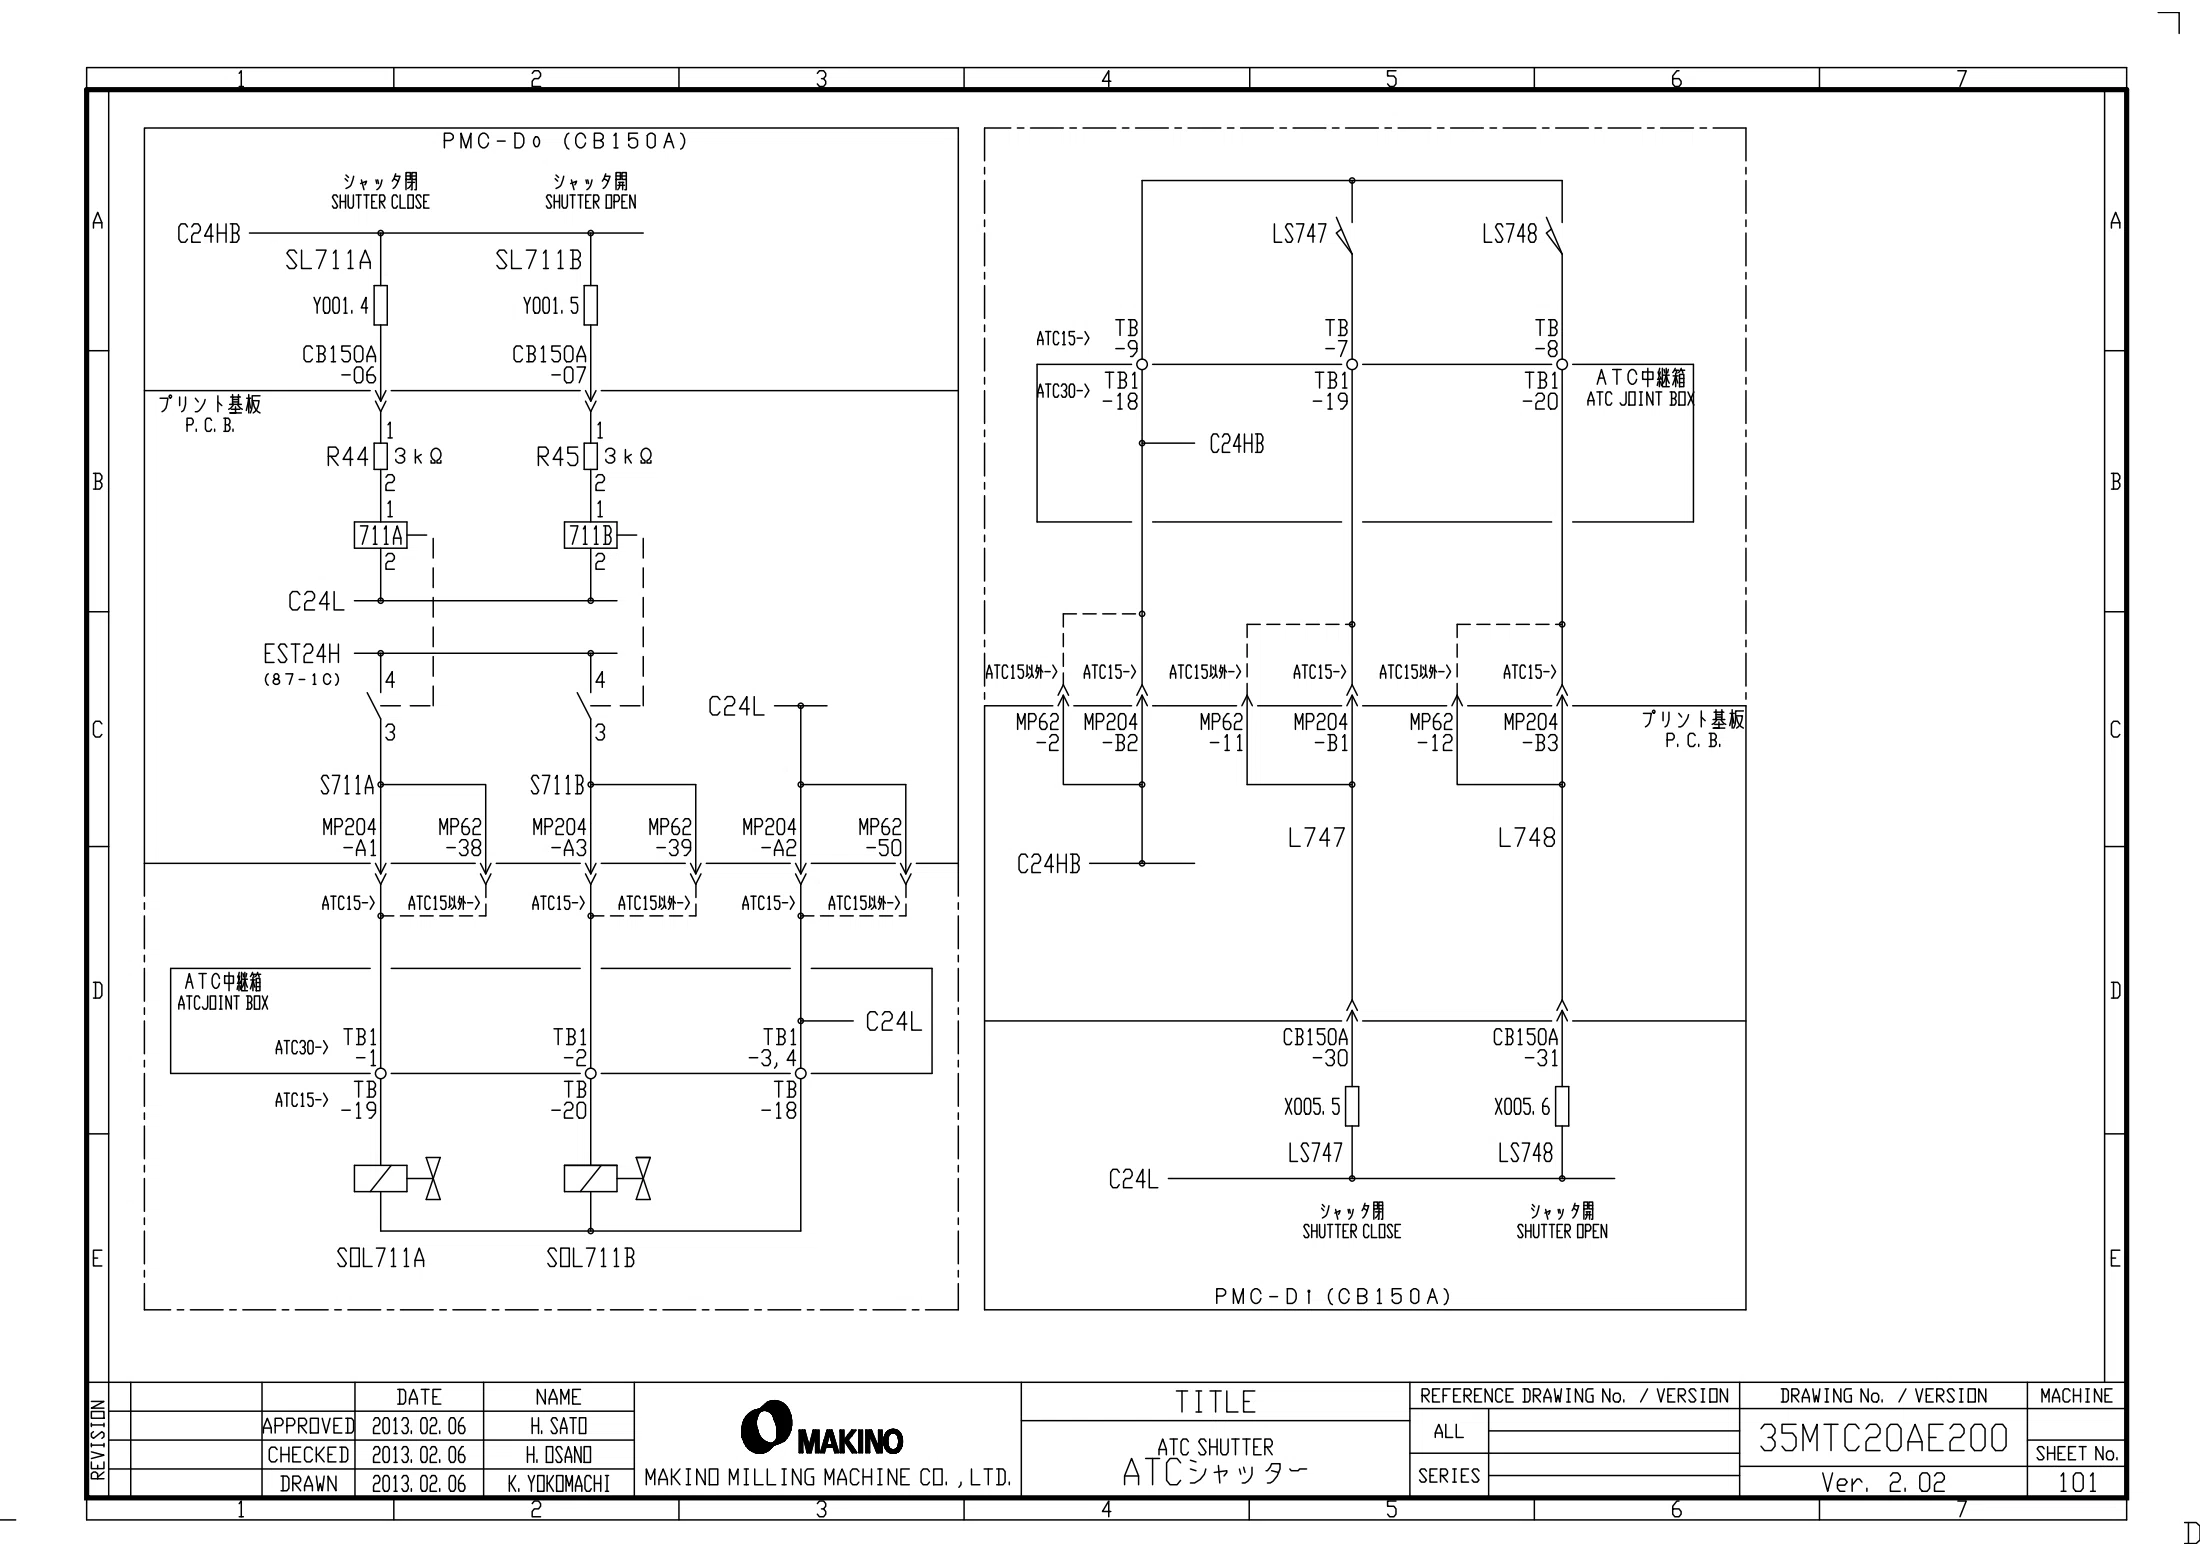 1 2 3 4 5 6 7
A
B
C
D
E
PMC-Do (CB150A)
シャッタ閉
SHUTTER CLOSE
シャッタ開
SHUTTER OPEN
C24HB
SL711A
SL711B
Y001.4
Y001.5
CB150A
-06
CB150A
-07
プリント基板
P.C.B.
1
R44 3kΩ
2
1
R45 3kΩ
2
1
711A
2
1
711B
2
C24L
EST24H
(87-1C)
4
3
4
3
C24L
S711A
S711B
MP204
-A1
MP62
-38
MP204
-A3
MP62
-39
MP204
-A2
MP62
-50
ATC15->
ATC15以外->
ATC15->
ATC15以外->
ATC15->
ATC15以外->
ATC中継箱
ATCJOINT BOX
C24L
ATC30->
TB1
-1
TB1
-2
TB1
-3,4
ATC15->
TB
-19
TB
-20
TB
-18
SOL711A
SOL711B
LS747
LS748
ATC15->
TB
-9
TB
-7
TB
-8
ATC30->
TB1
-18
TB1
-19
TB1
-20
ATC中継箱
ATC JOINT BOX
C24HB
ATC15以外->
ATC15->
ATC15以外->
ATC15->
ATC15以外->
ATC15->
MP62
-2
MP204
-B2
MP62
-11
MP204
-B1
MP62
-12
MP204
-B3
プリント基板
P.C.B.
L747
L748
C24HB
CB150A
-30
CB150A
-31
X005.5
X005.6
LS747
LS748
C24L
シャッタ閉
SHUTTER CLOSE
シャッタ開
SHUTTER OPEN
PMC-Di(CB150A)
A
B
C
D
E
REVISION
DATE NAME
APPROVED 2013.02.06 H.SATO
CHECKED 2013.02.06 H.OSANO
DRAWN 2013.02.06 K.YOKOMACHI
MAKINO
MAKINO MILLING MACHINE CO.,LTD.
TITLE
ATC SHUTTER
ATCシャッター
REFERENCE DRAWING No. / VERSION
ALL
SERIES
DRAWING No. / VERSION
35MTC20AE200
Ver. 2.02
MACHINE
SHEET No.
101
1 2 3 4 5 6 7
D